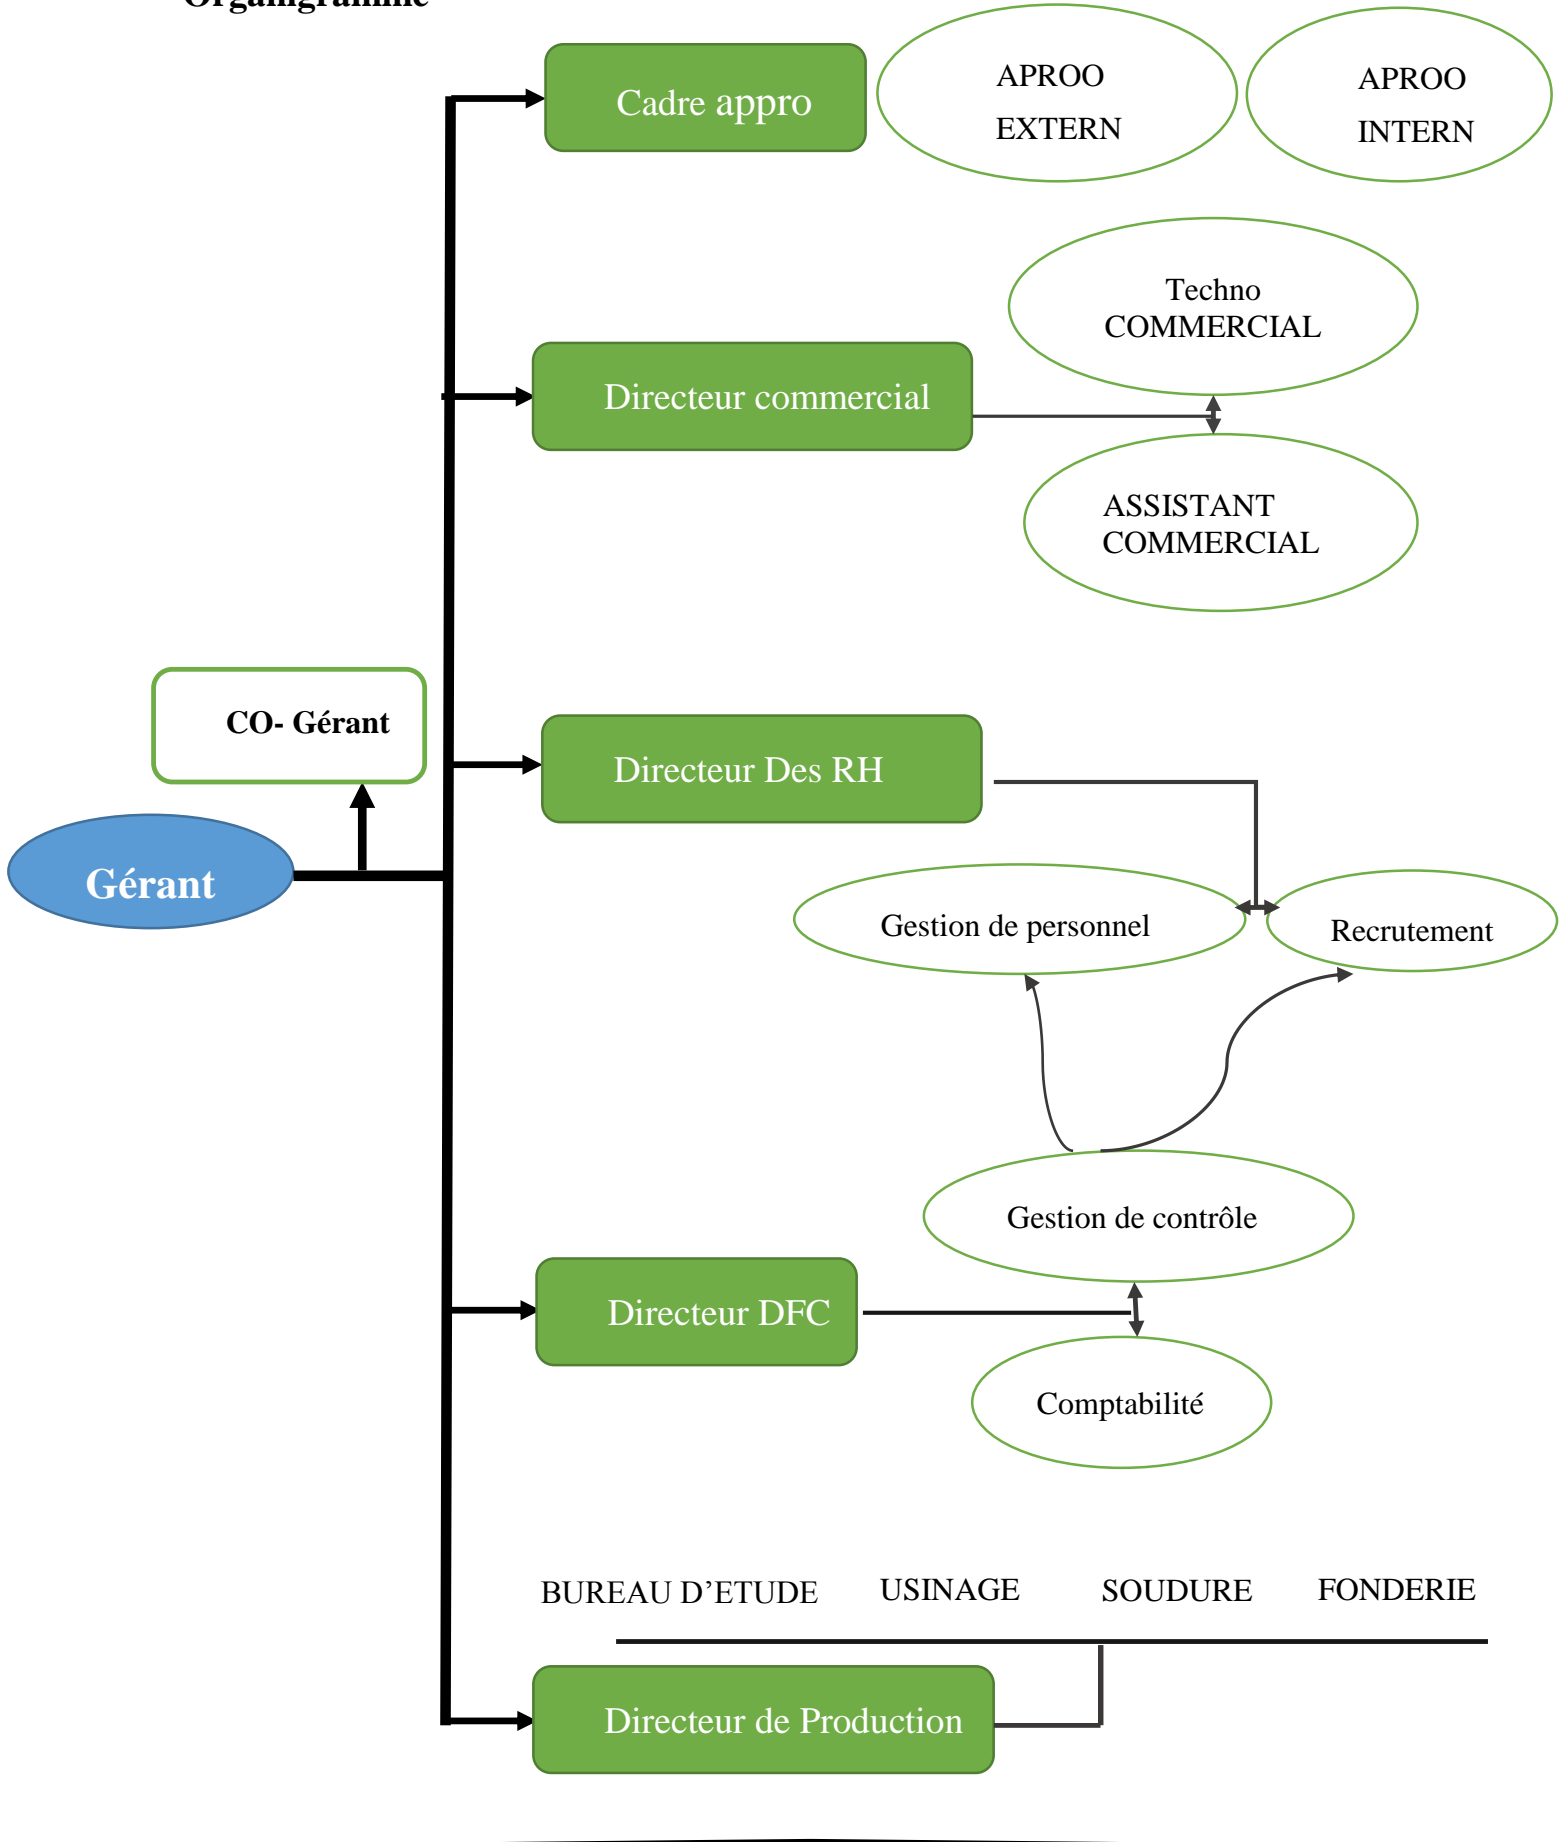 Organigramme
Cadre appro
APROO
EXTERN
APROO
INTERN
Techno
COMMERCIAL
Directeur commercial
ASSISTANT
COMMERCIAL
CO- Gérant
Directeur Des RH
Gérant
Gestion de personnel
Recrutement
Gestion de contrôle
Directeur DFC
Comptabilité
BUREAU D’ETUDE
USINAGE
SOUDURE
FONDERIE
Directeur de Production